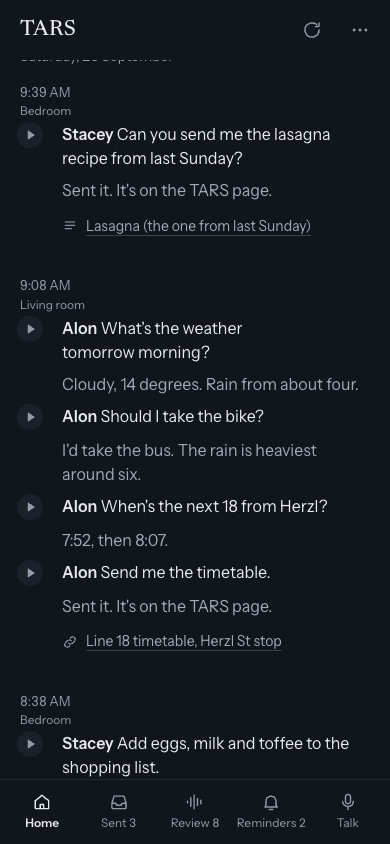 TARS
Saturday, 20 September
9:39 AM
Bedroom
Stacey Can you send me the lasagna
recipe from last Sunday?
Sent it. It's on the TARS page.
Lasagna (the one from last Sunday)
9:08 AM
Living room
Alon What's the weather
tomorrow morning?
Cloudy, 14 degrees. Rain from about four.
Alon Should I take the bike?
I'd take the bus. The rain is heaviest
around six.
Alon When's the next 18 from Herzl?
7:52, then 8:07.
Alon Send me the timetable.
Sent it. It's on the TARS page.
Line 18 timetable, Herzl St stop
8:38 AM
Bedroom
Stacey Add eggs, milk and toffee to the
shopping list.
Home
Sent 3
Review 8
Reminders 2
Talk